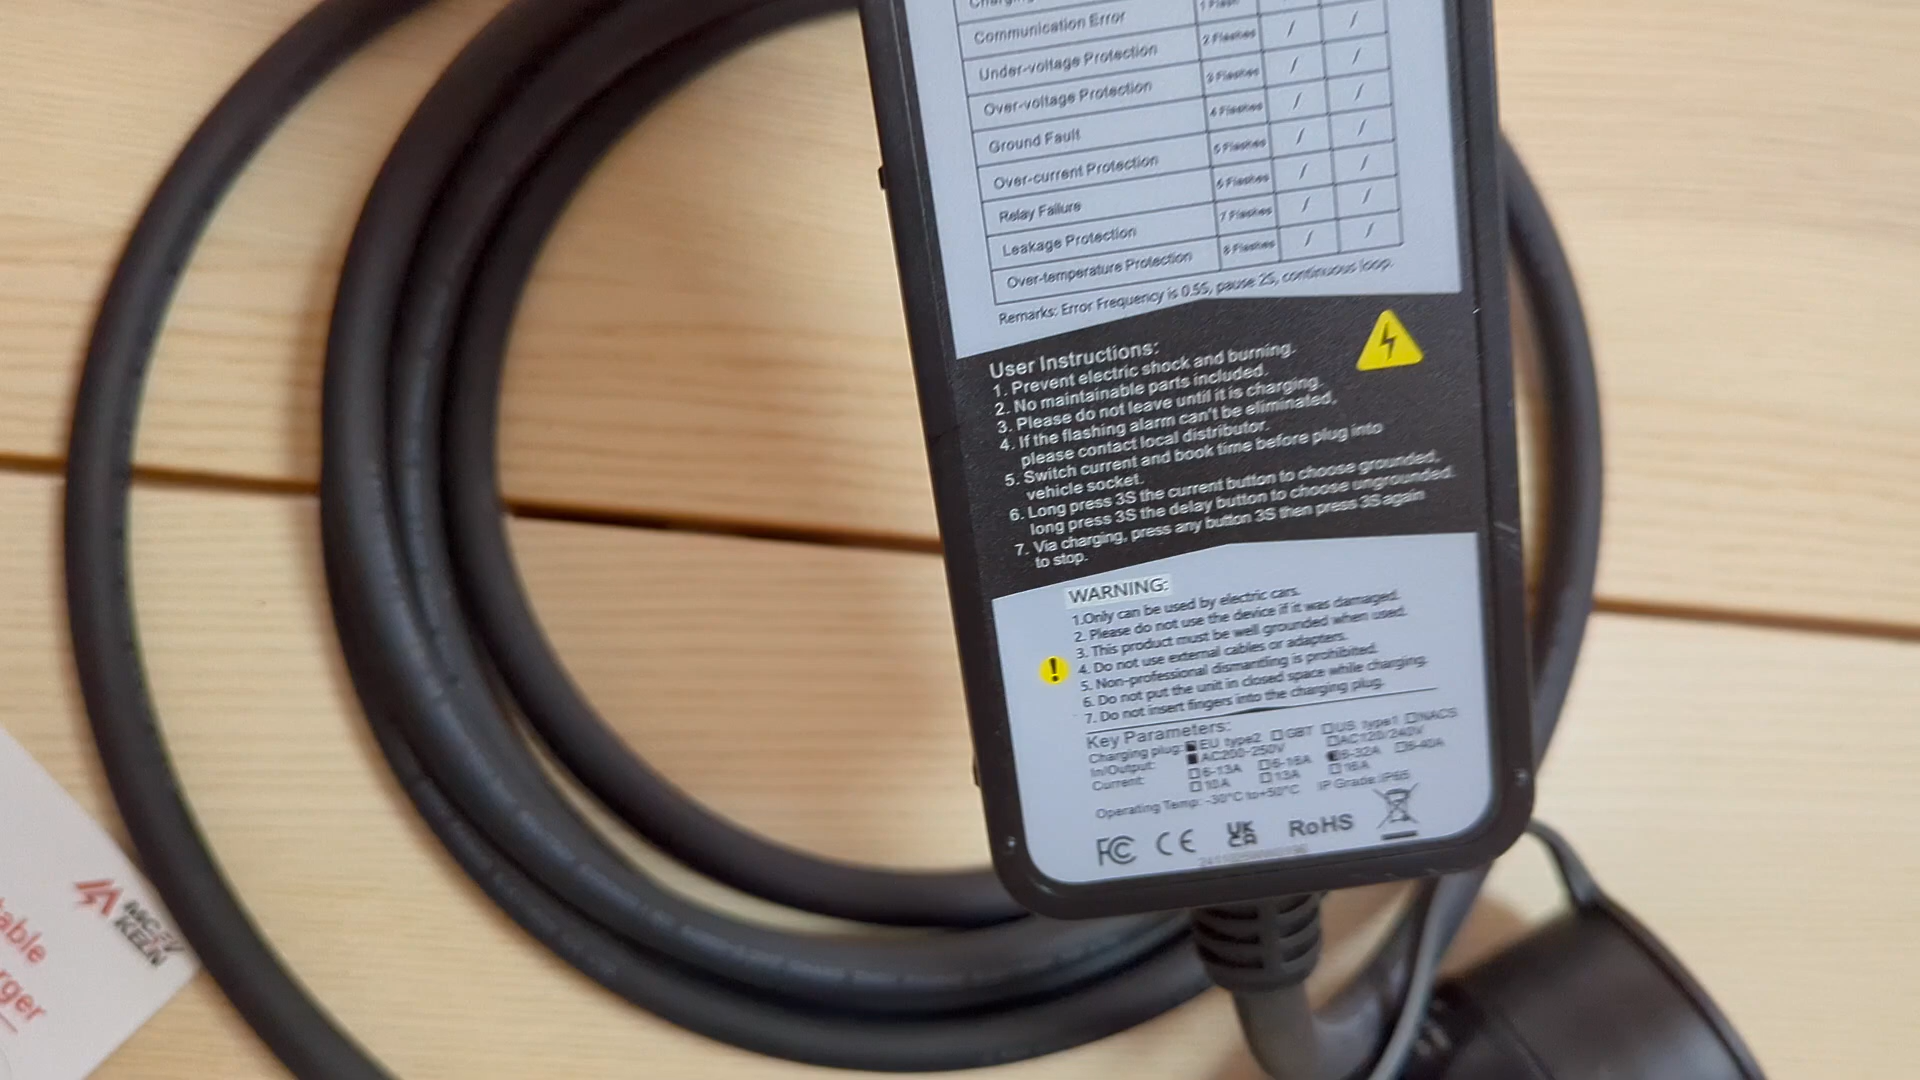 Communication Error 1 Flash
Under-voltage Protection 2 Flashes / /
Over-voltage Protection 3 Flashes / /
Ground Fault 4 Flashes / /
Over-current Protection 5 Flashes / /
Relay Failure 6 Flashes / /
Leakage Protection 7 Flashes / /
Over-temperature Protection 8 Flashes / /
Remarks: Error Frequency is 0.5S, pause 2S, continuous loop.
User Instructions:
1. Prevent electric shock and burning.
2. No maintainable parts included.
3. Please do not leave until it is charging.
4. If the flashing alarm can't be eliminated,
please contact local distributor.
5. Switch current and book time before plug into
vehicle socket.
6. Long press 3S the current button to choose grounded,
long press 3S the delay button to choose ungrounded.
7. Via charging, press any button 3S then press 3S again
to stop.
WARNING:
1.Only can be used by electric cars.
2. Please do not use the device if it was damaged.
3. This product must be well grounded when used.
4. Do not use external cables or adapters.
5. Non-professional dismantling is prohibited.
6. Do not put the unit in closed space while charging.
7. Do not insert fingers into the charging plug.
Key Parameters:
Charging plug: ■EU type2 □GBT □US type1 □NACS
In/Output: ■AC200-250V □AC120/240V
Current: □6-13A □6-16A ■6-32A □6-40A
□10A □13A □16A
Operating Temp: -30°C to+50°C IP Grade:IP65
FC CE UK CA RoHS
table
rger